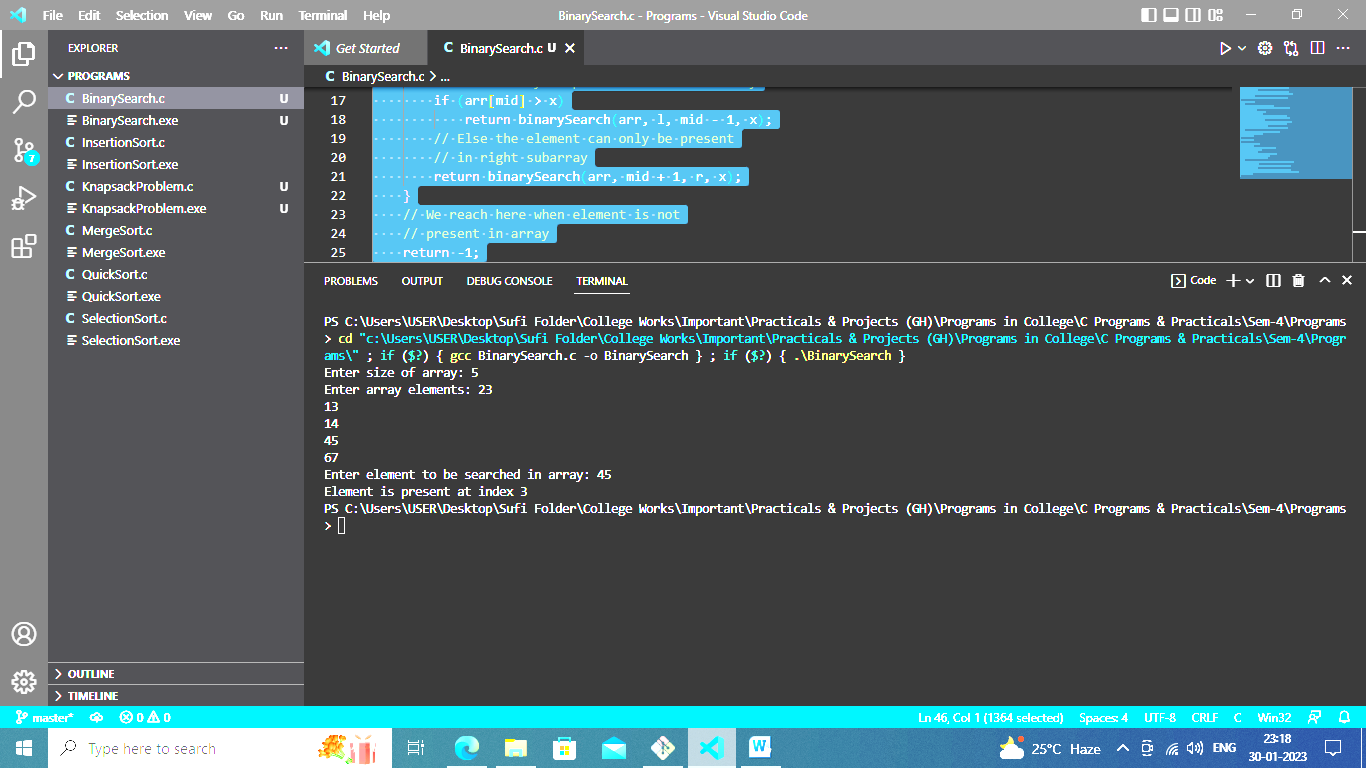 File Edit Selection View Go Run Terminal Help BinarySearch.c - Programs - Visual Studio Code
EXPLORER
PROGRAMS
BinarySearch.c U
BinarySearch.exe U
InsertionSort.c
InsertionSort.exe
KnapsackProblem.c U
KnapsackProblem.exe U
MergeSort.c
MergeSort.exe
QuickSort.c
QuickSort.exe
SelectionSort.c
SelectionSort.exe
OUTLINE
TIMELINE
Get Started C BinarySearch.c U
C BinarySearch.c > ...
17 if (arr[mid] > x)
18 return binarySearch(arr, l, mid - 1, x);
19 // Else the element can only be present
20 // in right subarray
21 return binarySearch(arr, mid + 1, r, x);
22 }
23 // We reach here when element is not
24 // present in array
25 return -1;
PROBLEMS OUTPUT DEBUG CONSOLE TERMINAL Code
PS C:\Users\USER\Desktop\Sufi Folder\College Works\Important\Practicals & Projects (GH)\Programs in College\C Programs & Practicals\Sem-4\Programs
> cd "c:\Users\USER\Desktop\Sufi Folder\College Works\Important\Practicals & Projects (GH)\Programs in College\C Programs & Practicals\Sem-4\Progr
ams\" ; if ($?) { gcc BinarySearch.c -o BinarySearch } ; if ($?) { .\BinarySearch }
Enter size of array: 5
Enter array elements: 23
13
14
45
67
Enter element to be searched in array: 45
Element is present at index 3
PS C:\Users\USER\Desktop\Sufi Folder\College Works\Important\Practicals & Projects (GH)\Programs in College\C Programs & Practicals\Sem-4\Programs
>
master* 0 0 Ln 46, Col 1 (1364 selected) Spaces: 4 UTF-8 CRLF C Win32
Type here to search 25°C Haze ENG 23:18
30-01-2023